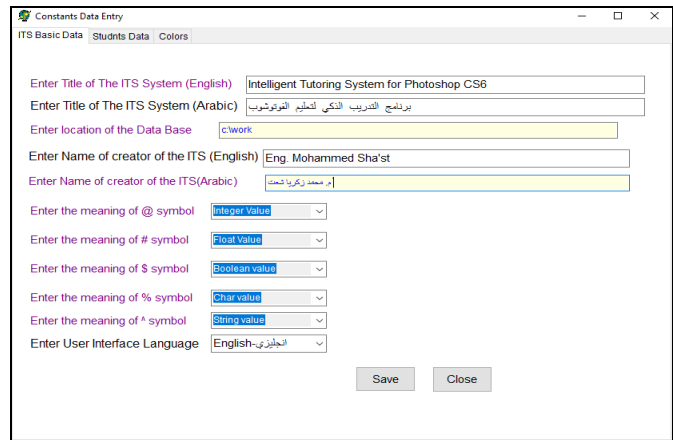 Constants Data Entry
ITS Basic Data Studnts Data Colors
Enter Title of The ITS System (English) Intelligent Tutoring System for Photoshop CS6
Enter Title of The ITS System (Arabic) برنامج التدريب الذكي لتعليم الفوتوشوب
Enter location of the Data Base c:\work
Enter Name of creator of the ITS (English) Eng. Mohammed Sha'st
Enter Name of creator of the ITS(Arabic) م. محمد زكريا شحت
Enter the meaning of @ symbol Integer Value
Enter the meaning of # symbol Float Value
Enter the meaning of $ symbol Boolean value
Enter the meaning of % symbol Char value
Enter the meaning of ^ symbol String value
Enter User Interface Language English-انجليزي
Save Close